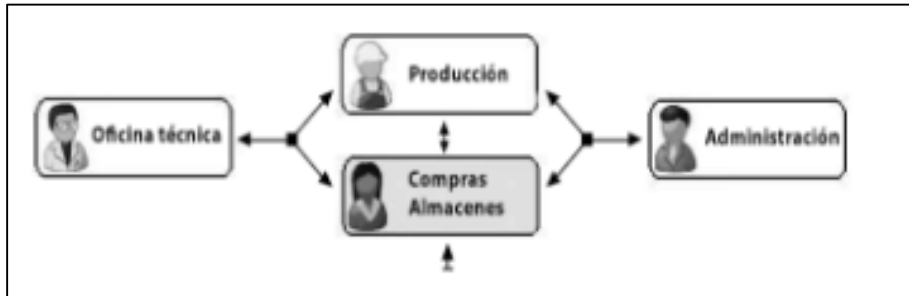 Producción
Oficina técnica
Administración
Compras
Almacenes